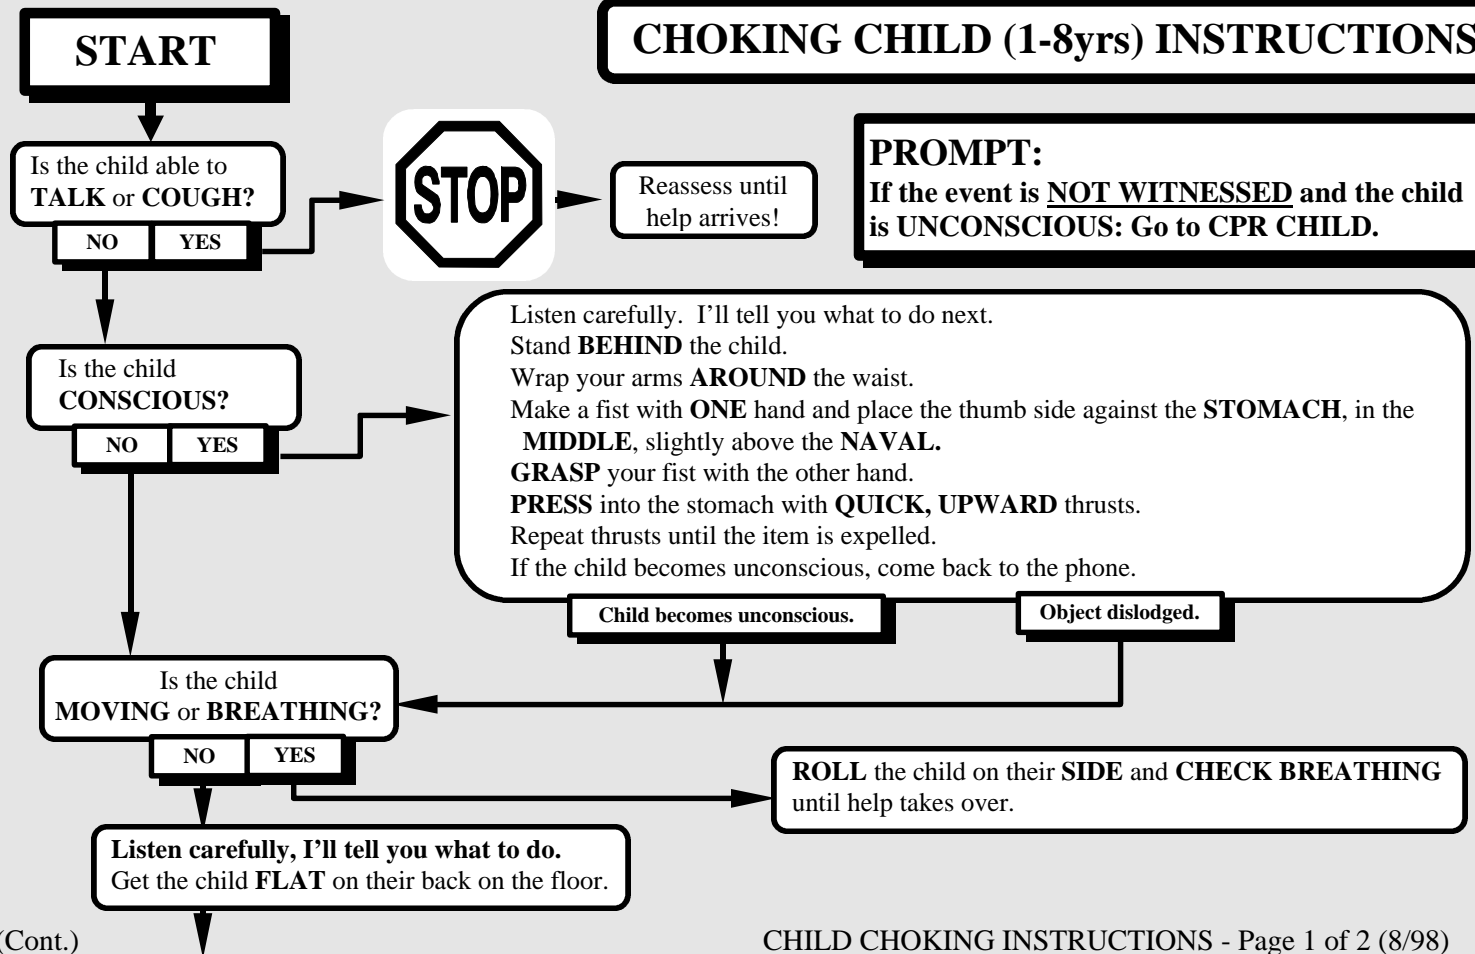 START
CHOKING CHILD (1-8yrs) INSTRUCTIONS
Is the child able to
TALK or COUGH?
NO
YES
STOP
Reassess until
help arrives!
PROMPT:
If the event is NOT WITNESSED and the child
is UNCONSCIOUS: Go to CPR CHILD.
Is the child
CONSCIOUS?
NO
YES
Listen carefully.  I'll tell you what to do next.
Stand BEHIND the child.
Wrap your arms AROUND the waist.
Make a fist with ONE hand and place the thumb side against the STOMACH, in the
MIDDLE, slightly above the NAVAL.
GRASP your fist with the other hand.
PRESS into the stomach with QUICK, UPWARD thrusts.
Repeat thrusts until the item is expelled.
If the child becomes unconscious, come back to the phone.
Child becomes unconscious.
Object dislodged.
Is the child
MOVING or BREATHING?
NO
YES
ROLL the child on their SIDE and CHECK BREATHING
until help takes over.
Listen carefully, I'll tell you what to do.
Get the child FLAT on their back on the floor.
(Cont.)
CHILD CHOKING INSTRUCTIONS - Page 1 of 2 (8/98)